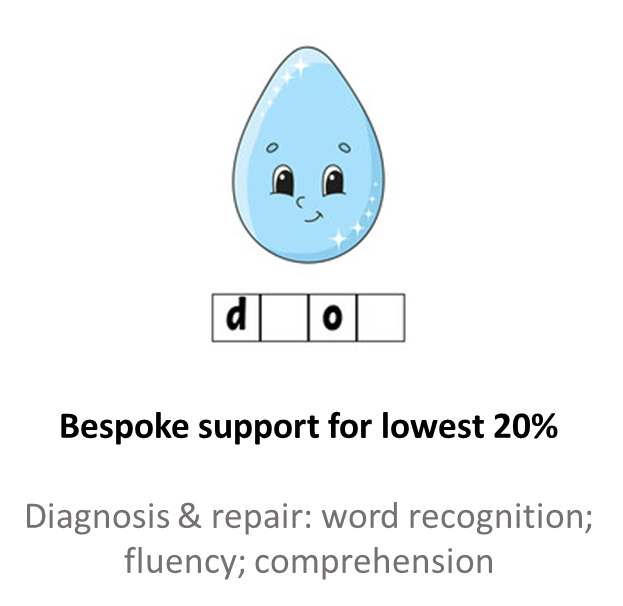 d o
Bespoke support for lowest 20%
Diagnosis & repair: word recognition;
fluency; comprehension